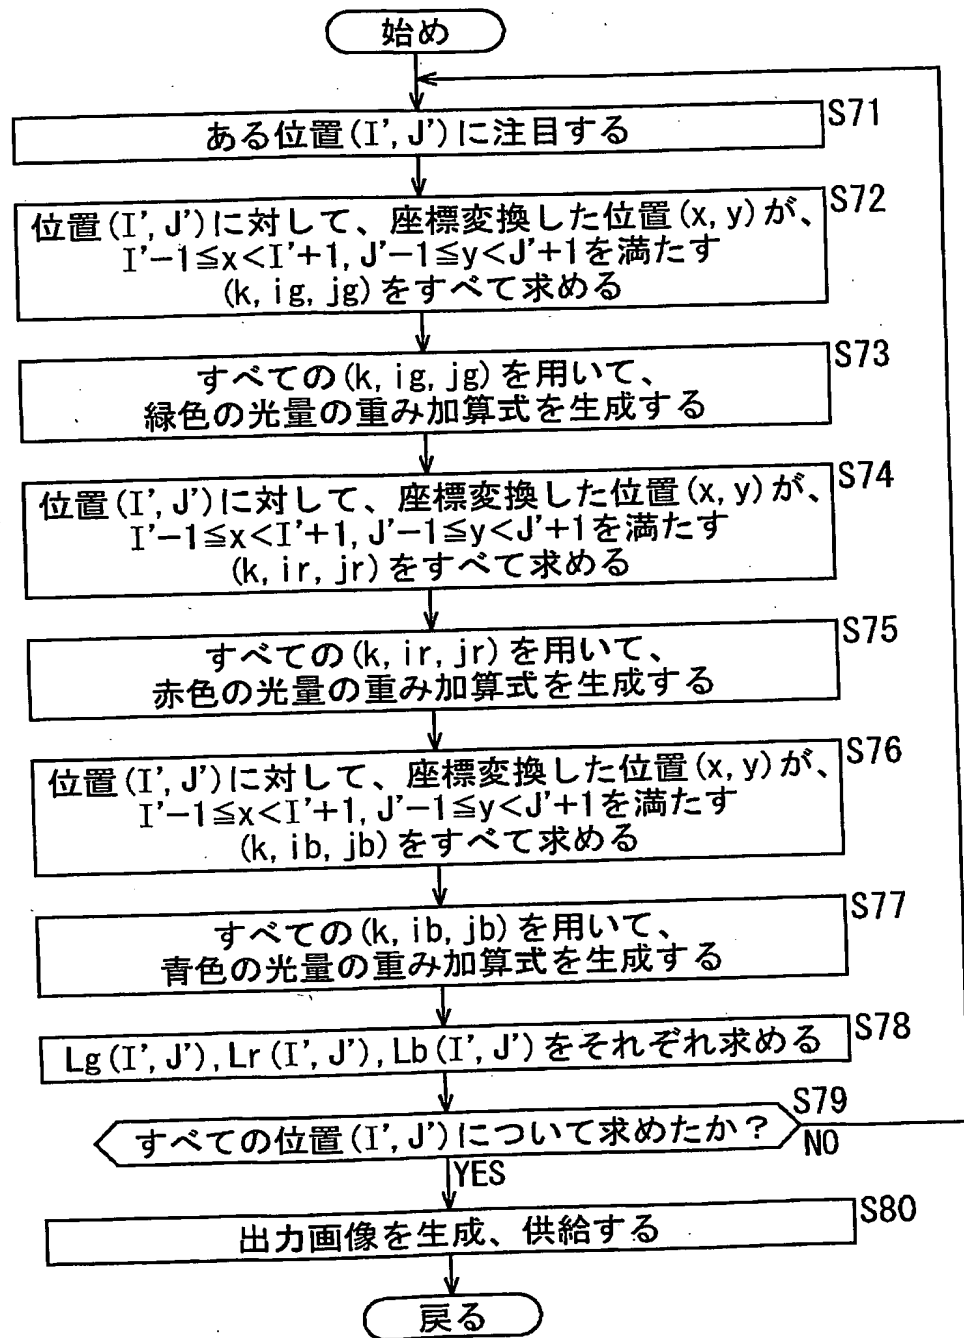 始め
S71
ある位置(I', J')に注目する
S72
位置(I', J')に対して、座標変換した位置(x, y)が、
I'-1≦x<I'+1, J'-1≦y<J'+1を満たす
(k, ig, jg)をすべて求める
S73
すべての(k, ig, jg)を用いて、
緑色の光量の重み加算式を生成する
S74
位置(I', J')に対して、座標変換した位置(x, y)が、
I'-1≦x<I'+1, J'-1≦y<J'+1を満たす
(k, ir, jr)をすべて求める
S75
すべての(k, ir, jr)を用いて、
赤色の光量の重み加算式を生成する
S76
位置(I', J')に対して、座標変換した位置(x, y)が、
I'-1≦x<I'+1, J'-1≦y<J'+1を満たす
(k, ib, jb)をすべて求める
S77
すべての(k, ib, jb)を用いて、
青色の光量の重み加算式を生成する
S78
Lg(I', J'), Lr(I', J'), Lb(I', J')をそれぞれ求める
S79
すべての位置(I', J')について求めたか？
NO
YES
S80
出力画像を生成、供給する
戻る